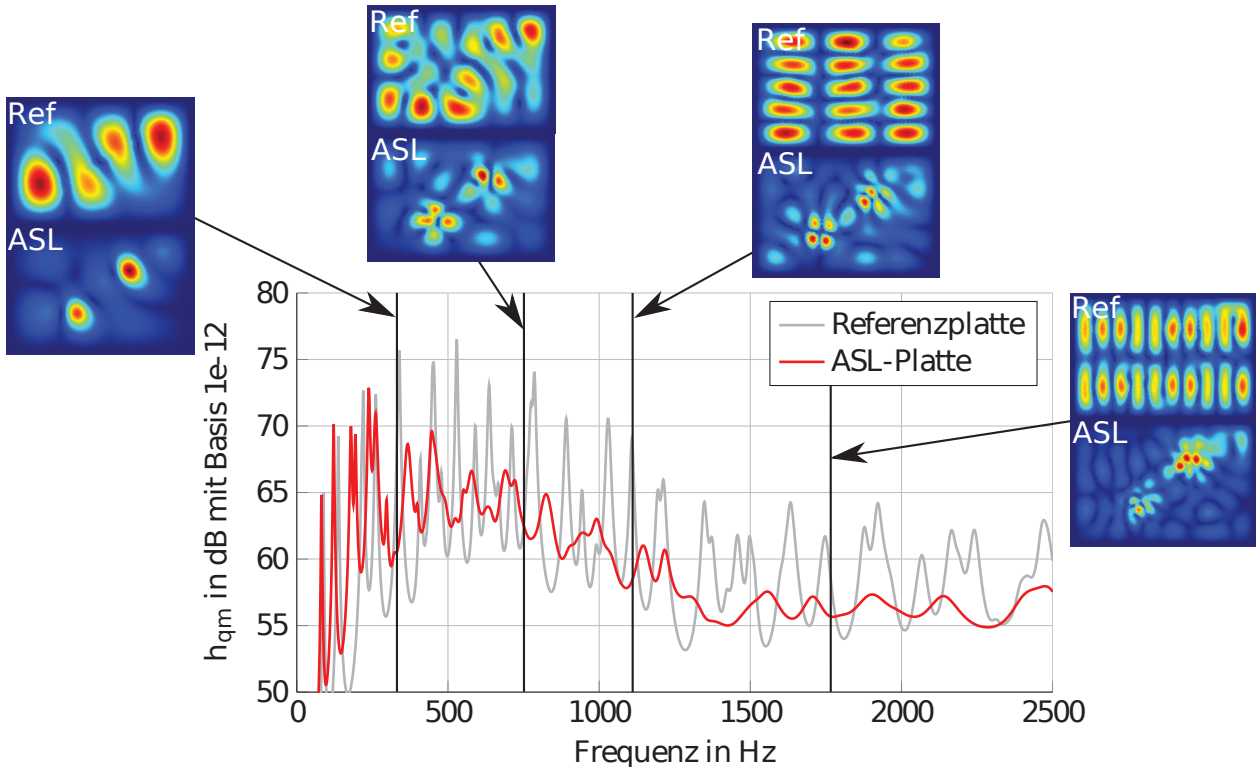 Ref
ASL
Ref
ASL
Ref
ASL
Ref
ASL
Referenzplatte
ASL-Platte
80
75
70
65
60
55
50
h_qm in dB mit Basis 1e-12
0
500
1000
1500
2000
2500
Frequenz in Hz